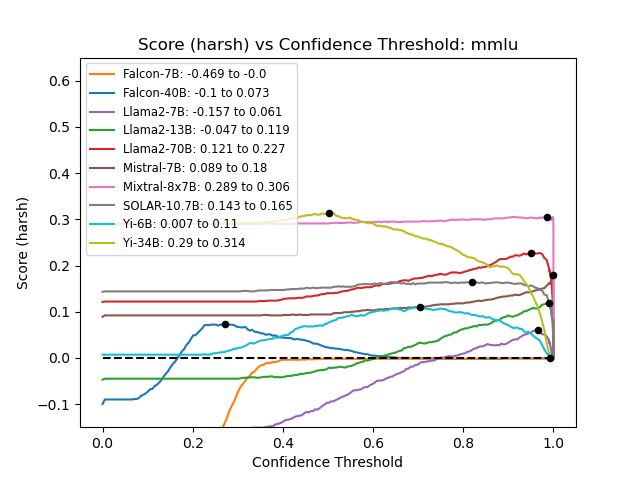 Score (harsh) vs Confidence Threshold: mmlu
Falcon-7B: -0.469 to -0.0
Falcon-40B: -0.1 to 0.073
Llama2-7B: -0.157 to 0.061
Llama2-13B: -0.047 to 0.119
Llama2-70B: 0.121 to 0.227
Mistral-7B: 0.089 to 0.18
Mixtral-8x7B: 0.289 to 0.306
SOLAR-10.7B: 0.143 to 0.165
Yi-6B: 0.007 to 0.11
Yi-34B: 0.29 to 0.314
Score (harsh)
0.6
0.5
0.4
0.3
0.2
0.1
0.0
−0.1
0.0 0.2 0.4 0.6 0.8 1.0
Confidence Threshold